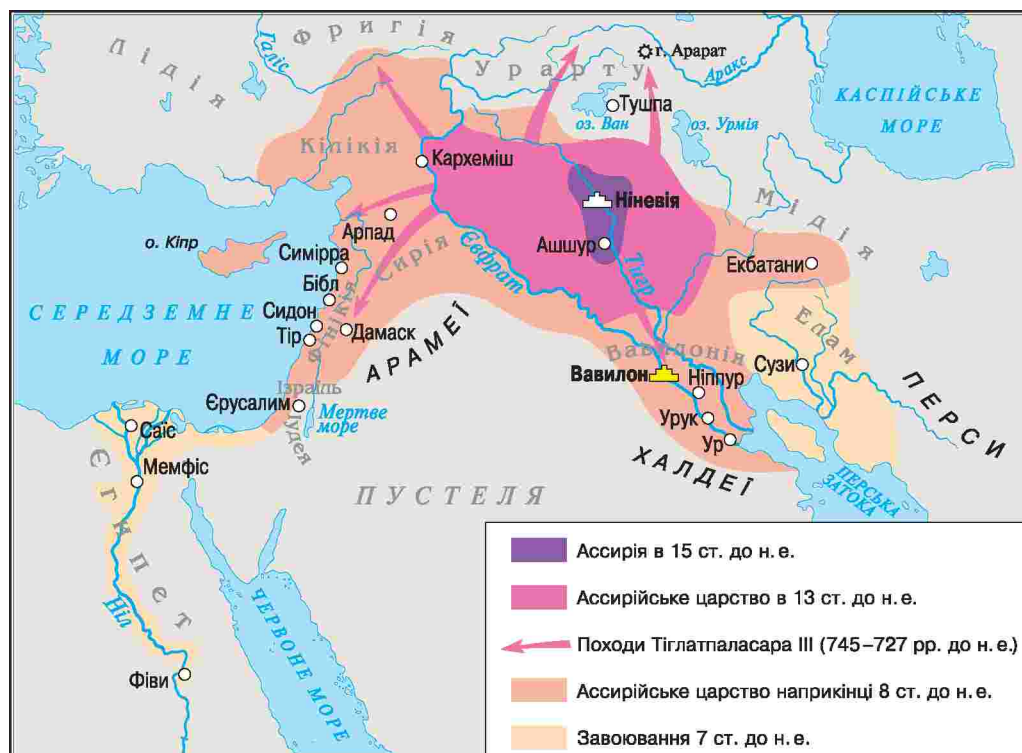 Фригія
Лідія
Галіс
Урарту
г. Арарат
Аракс
Тушпа
оз. Ван
оз. Урмія
КАСПІЙСЬКЕ
МОРЕ
Кілікія
Кархеміш
Мідія
Ніневія
Ашшур
Тигр
Євфрат
Екбатани
о. Кіпр
Арпад
Сирія
Симірра
Бібл
Сидон
Тір
Фінікія
Дамаск
СЕРЕДЗЕМНЕ
МОРЕ
АРАМЕЇ
Вавилонія
Вавилон
Ніппур
Урук
Ур
Сузи
Елам
ПЕРСИ
ХАЛДЕЇ
Ізраїль
Єрусалим
Іудея
Мертве
море
Саїс
Мемфіс
Єгипет
Ніл
Фіви
ПУСТЕЛЯ
ПЕРСЬКА
ЗАТОКА
ЧЕРВОНЕ МОРЕ
Ассирія в 15 ст. до н. е.
Ассирійське царство в 13 ст. до н. е.
Походи Тіглатпаласара III (745–727 рр. до н. е.)
Ассирійське царство наприкінці 8 ст. до н. е.
Завоювання 7 ст. до н. е.